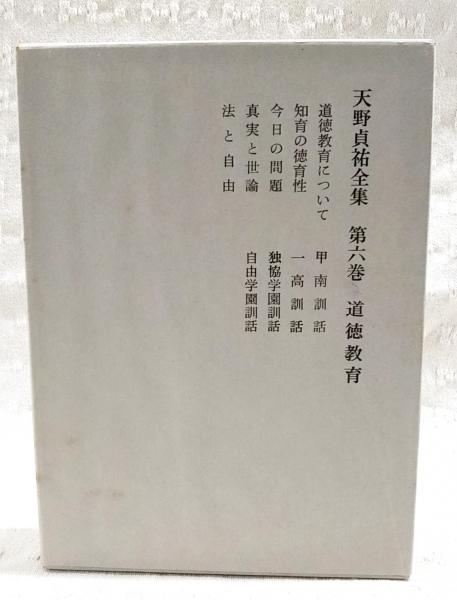 天野貞祐全集 第六巻 道徳教育
道徳教育について 甲南訓話
知育の徳育性 一高訓話
今日の問題 独協学園訓話
真実と世論 自由学園訓話
法と自由